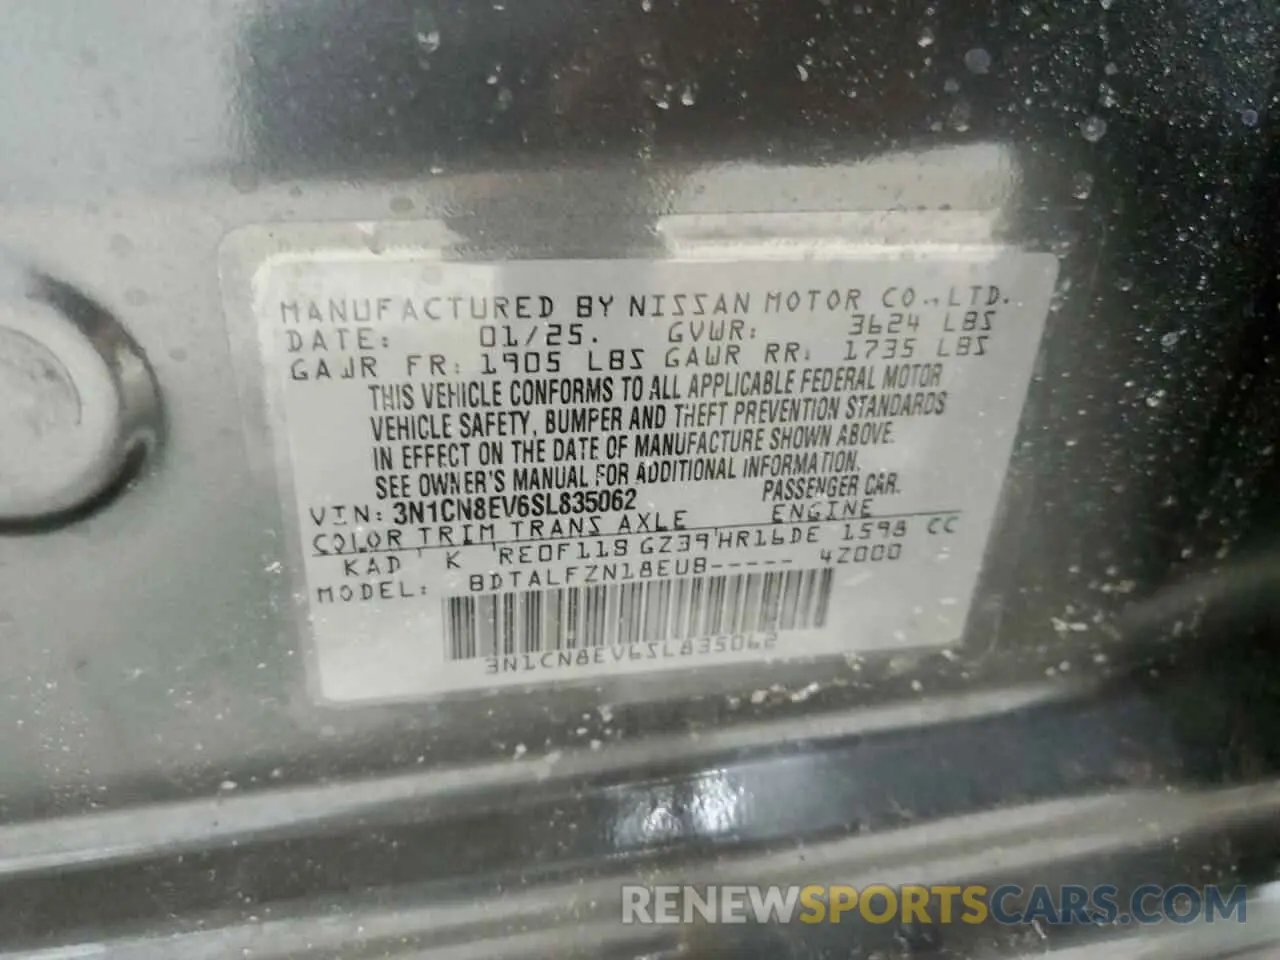 MANUFACTURED BY NISSAN MOTOR CO.,LTD.
DATE: 01/25. GVWR: 3624 LBS
GAWR FR: 1905 LBS GAWR RR: 1735 LBS
THIS VEHICLE CONFORMS TO ALL APPLICABLE FEDERAL MOTOR
VEHICLE SAFETY, BUMPER AND THEFT PREVENTION STANDARDS
IN EFFECT ON THE DATE OF MANUFACTURE SHOWN ABOVE.
SEE OWNER'S MANUAL FOR ADDITIONAL INFORMATION.
VIN: 3N1CN8EV6SL835062 PASSENGER CAR.
COLOR TRIM TRANS AXLE ENGINE
KAD K RE0F11B GZ39 HR16DE 1598 CC
MODEL: BDTALFZN18EUB----- 4Z000
3N1CN8EV6SL835062
RENEWSPORTSCARS.COM